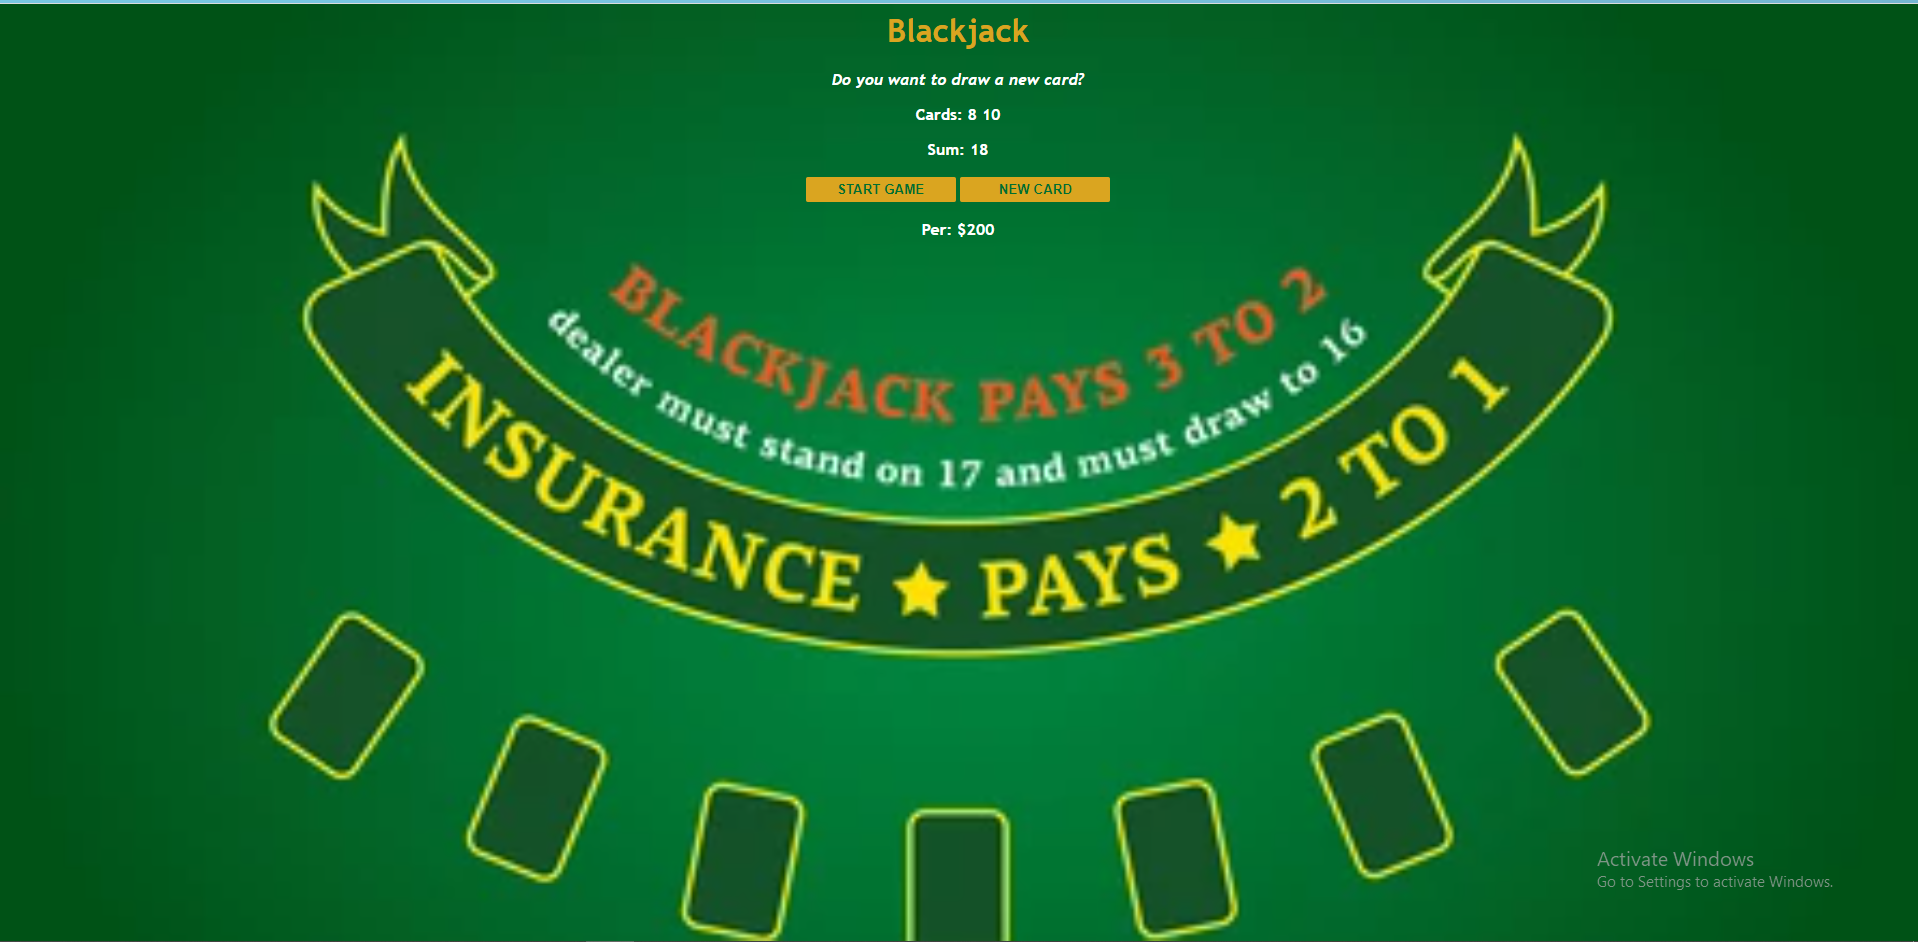 Blackjack
Do you want to draw a new card?
Cards: 8 10
Sum: 18
START GAME NEW CARD
Per: $200
BLACKJACK PAYS 3 TO 2
dealer must stand on 17 and must draw to 16
INSURANCE ★ PAYS ★ 2 TO 1
Activate Windows
Go to Settings to activate Windows.